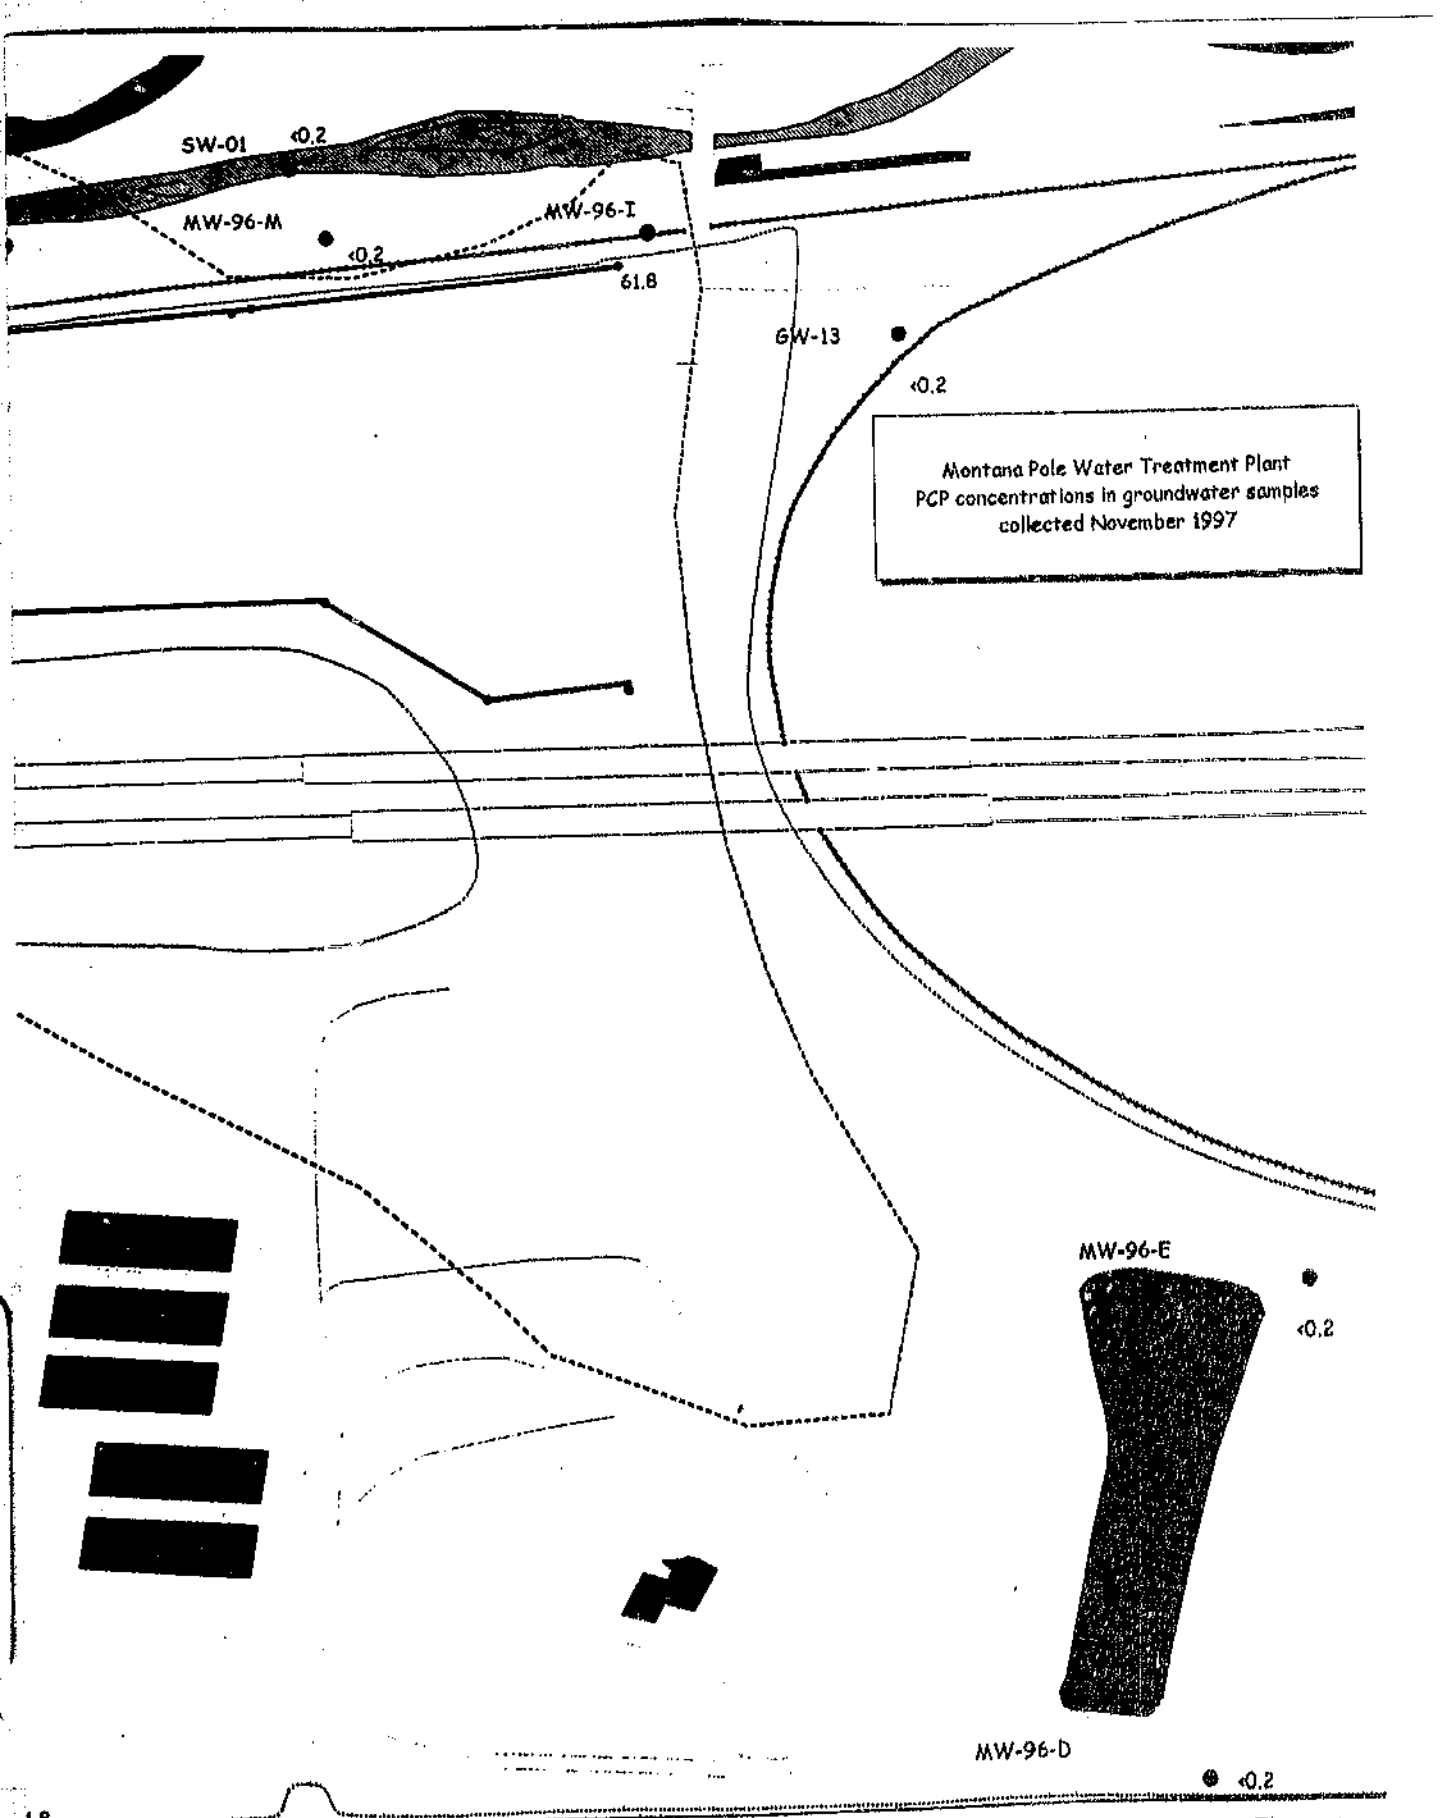 SW-01
<0.2
MW-96-M
MW-96-I
<0.2
61.8
GW-13
<0.2
Montana Pole Water Treatment Plant
PCP concentrations in groundwater samples
collected November 1997
MW-96-E
<0.2
MW-96-D
<0.2